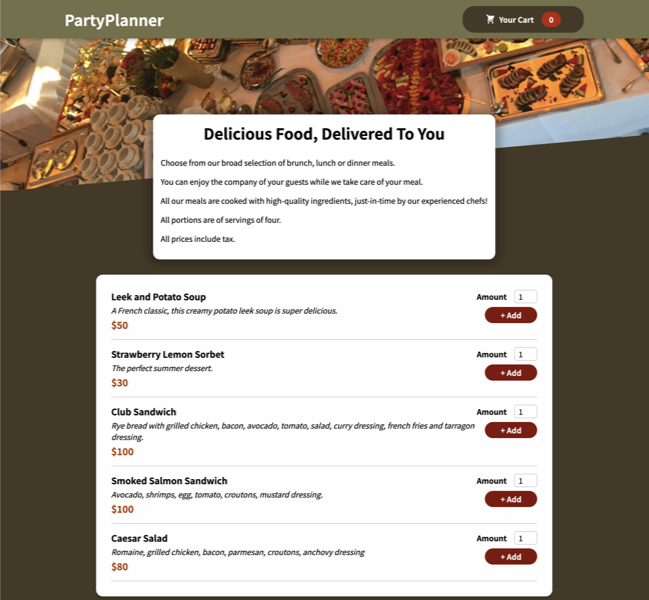 PartyPlanner
Your Cart 0
Delicious Food, Delivered To You
Choose from our broad selection of brunch, lunch or dinner meals.
You can enjoy the company of your guests while we take care of your meal.
All our meals are cooked with high-quality ingredients, just-in-time by our experienced chefs!
All portions are of servings of four.
All prices include tax.
Leek and Potato Soup
Amount 1
A French classic, this creamy potato leek soup is super delicious.
+ Add
$50
Strawberry Lemon Sorbet
Amount 1
The perfect summer dessert.
+ Add
$30
Club Sandwich
Amount 1
Rye bread with grilled chicken, bacon, avocado, tomato, salad, curry dressing, french fries and tarragon
dressing.
+ Add
$100
Smoked Salmon Sandwich
Amount 1
Avocado, shrimps, egg, tomato, croutons, mustard dressing.
+ Add
$100
Caesar Salad
Amount 1
Romaine, grilled chicken, bacon, parmesan, croutons, anchovy dressing
+ Add
$80